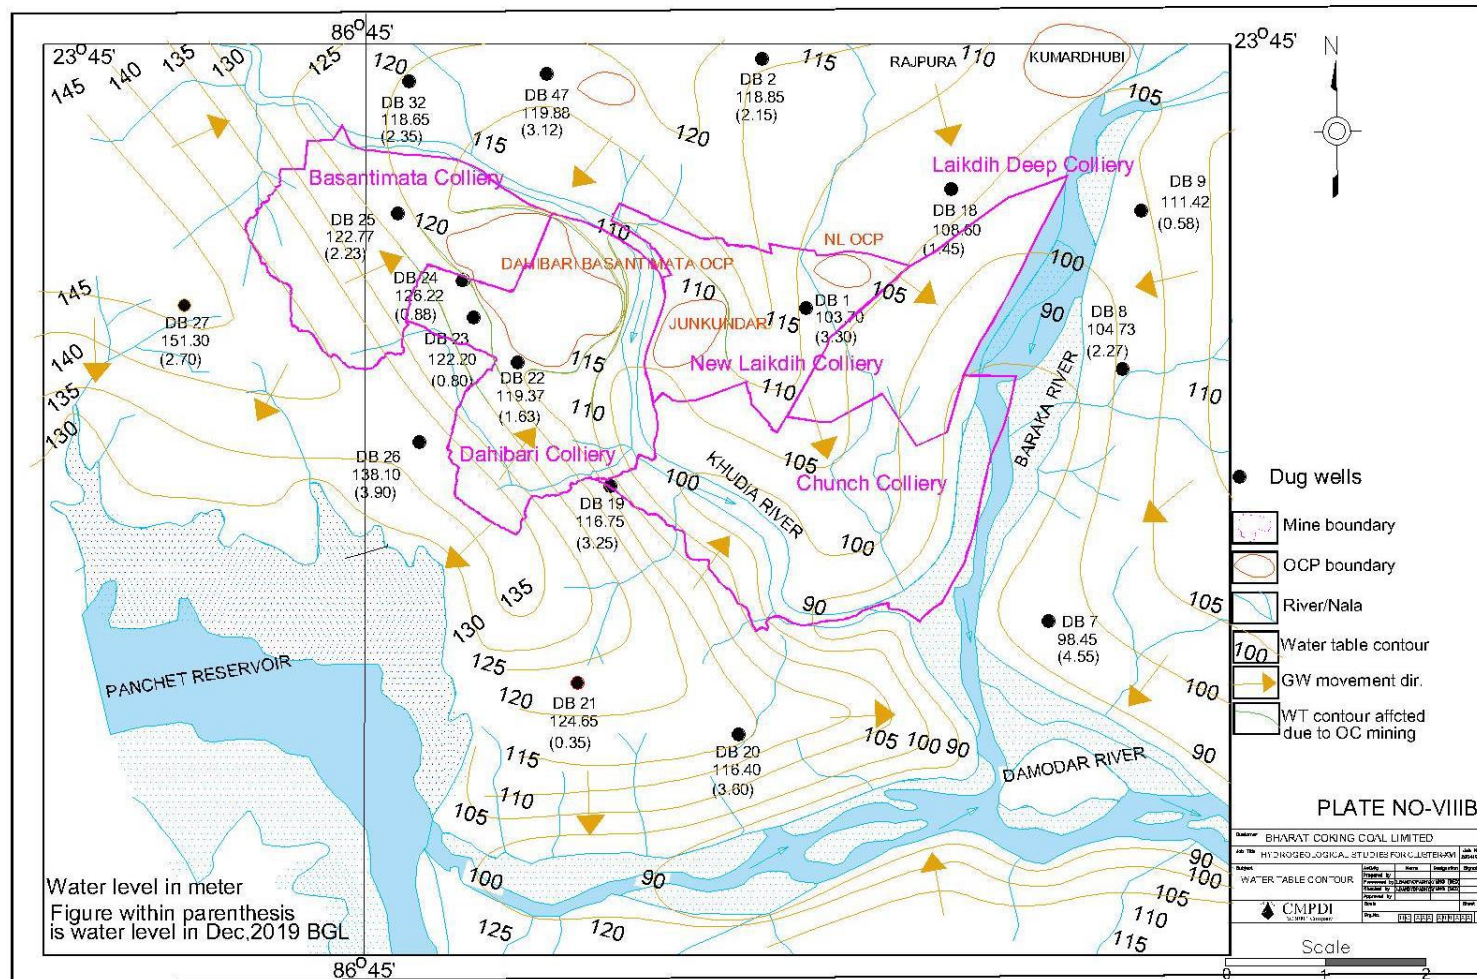 86°45'
23°45'
23°45'
N
145
140
135
130
125
120
115
110
105
DB 32
118.65
(2.35)
DB 47
119.88
(3.12)
DB 2
118.85
(2.15)
RAJPURA
KUMARDHUBI
120
115
Basantimata Colliery
Laikdih Deep Colliery
DB 9
111.42
(0.58)
DB 25
122.77
(2.23)
120
110
DB 18
(1.45)
NL OCP
DAHIBARI BASANTIMATA OCP
100
DB 24
126.22
(0.88)
110
105
145
DB 27
151.30
(2.70)
DB 23
122.20
(0.80)
JUNKUNDAR
115
DB 1
103.70
(3.30)
90
DB 8
104.73
(2.27)
140
115
DB 22
119.37
(1.63)
New Laikdih Colliery
110
BARAKA RIVER
110
135
110
130
DB 26
138.10
(3.90)
Dahibari Colliery
105
100
KHUDIA RIVER
Chunch Colliery
Dug wells
DB 19
116.75
(3.25)
Mine boundary
100
OCP boundary
135
90
105
River/Nala
130
DB 7
98.45
(4.55)
100
Water table contour
PANCHET RESERVOIR
125
GW movement dir.
120
DB 21
124.65
(0.35)
100
WT contour affcted
due to OC mining
115
DB 20
116.40
(3.60)
105
100
90
90
DAMODAR RIVER
110
105
PLATE NO-VIIIB
BHARAT COKING COAL LIMITED
HYDROGEOLOGICAL STUDIES FOR CLUSTER-XVI
WATER TABLE CONTOUR
CMPDI
100
90
90
100
105
110
115
125
120
Water level in meter
Figure within parenthesis
is water level in Dec,2019 BGL
86°45'
Scale
0
1
2